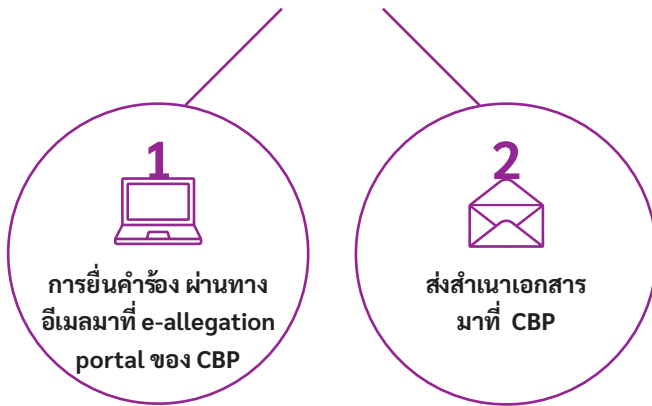 1
การยื่นคำร้อง ผ่านทาง
อีเมลมาที่ e-allegation
portal ของ CBP
2
ส่งสำเนาเอกสาร
มาที่ CBP